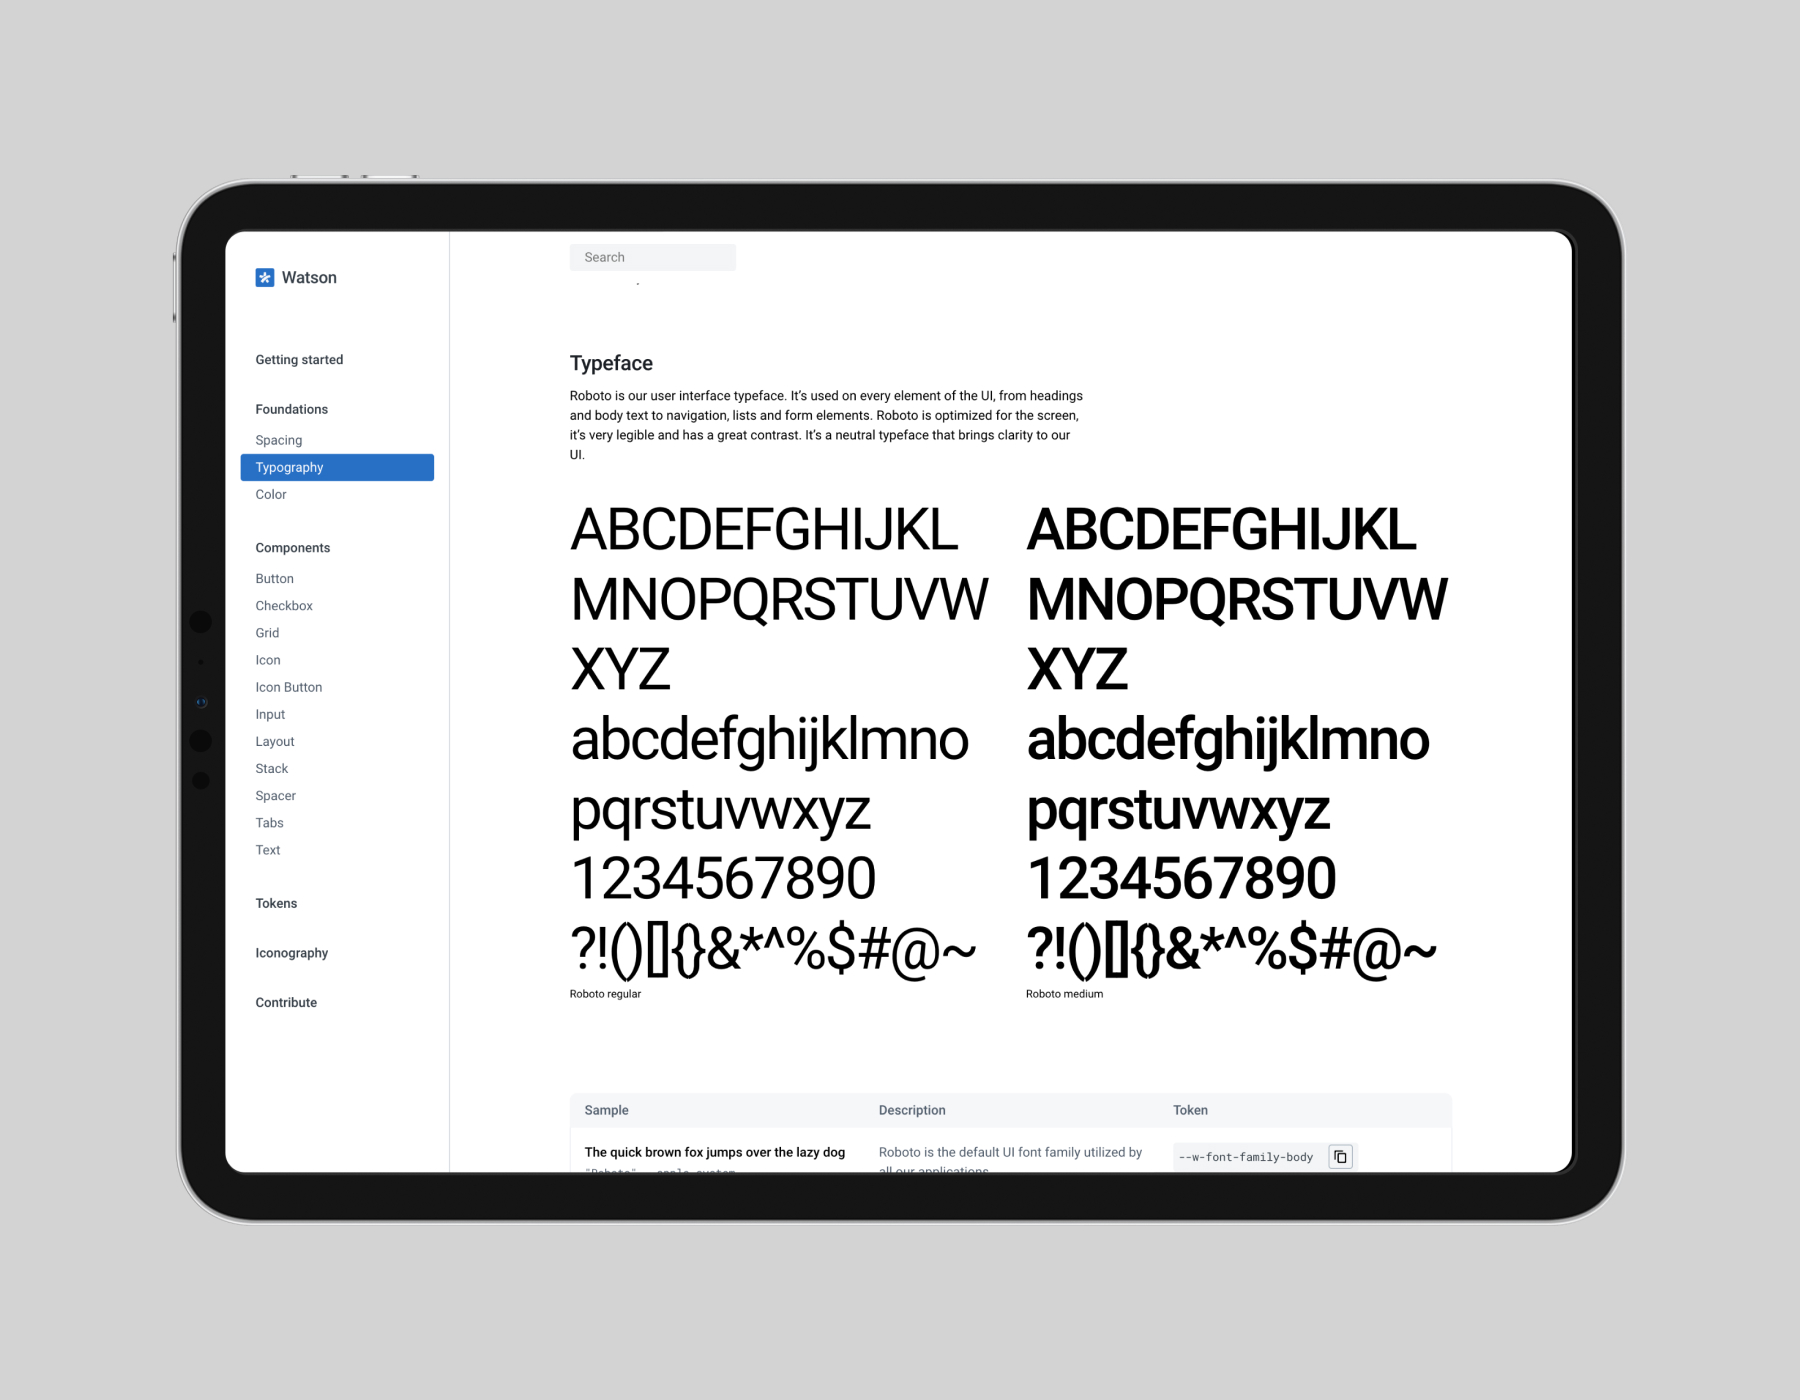 Watson
Getting started
Foundations
Spacing
Typography
Color
Components
Button
Checkbox
Grid
Icon
Icon Button
Input
Layout
Stack
Spacer
Tabs
Text
Tokens
Iconography
Contribute
Search
Typeface
Roboto is our user interface typeface. It’s used on every element of the UI, from headings
and body text to navigation, lists and form elements. Roboto is optimized for the screen,
it’s very legible and has a great contrast. It’s a neutral typeface that brings clarity to our
UI.
ABCDEFGHIJKL
MNOPQRSTUVW
XYZ
abcdefghijklmno
pqrstuvwxyz
1234567890
?!()[]{}&*^%$#@~
Roboto regular
ABCDEFGHIJKL
MNOPQRSTUVW
XYZ
abcdefghijklmno
pqrstuvwxyz
1234567890
?!()[]{}&*^%$#@~
Roboto medium
Sample Description Token
The quick brown fox jumps over the lazy dog
Roboto is the default UI font family utilized by
all our applications
--w-font-family-body